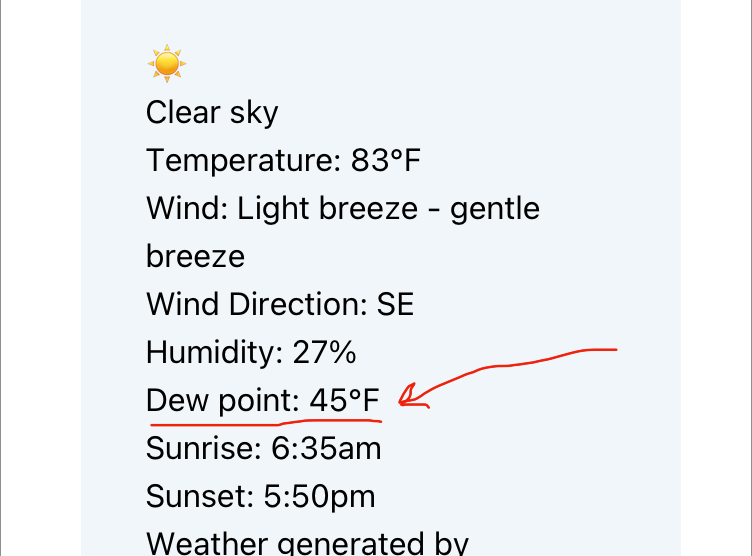 Clear sky
Temperature: 83°F
Wind: Light breeze - gentle
breeze
Wind Direction: SE
Humidity: 27%
Dew point: 45°F
Sunrise: 6:35am
Sunset: 5:50pm
Weather generated by